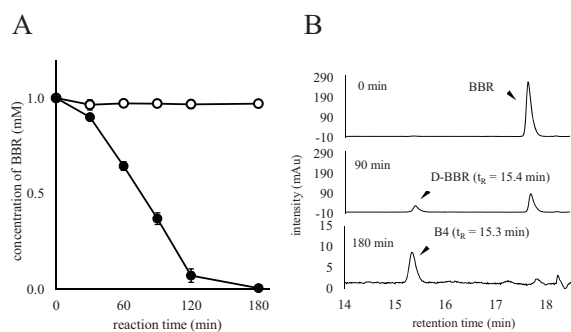 A
concentration of BBR (mM)
1.0
0.5
0.0
0 60 120 180
reaction time (min)
B
intensity (mAu)
290
190
90
-10
0 min
BBR
290
190
90
-10
90 min
D-BBR (tR = 15.4 min)
15
10
5
0
180 min
B4 (tR = 15.3 min)
14 15 16 17 18
retention time (min)